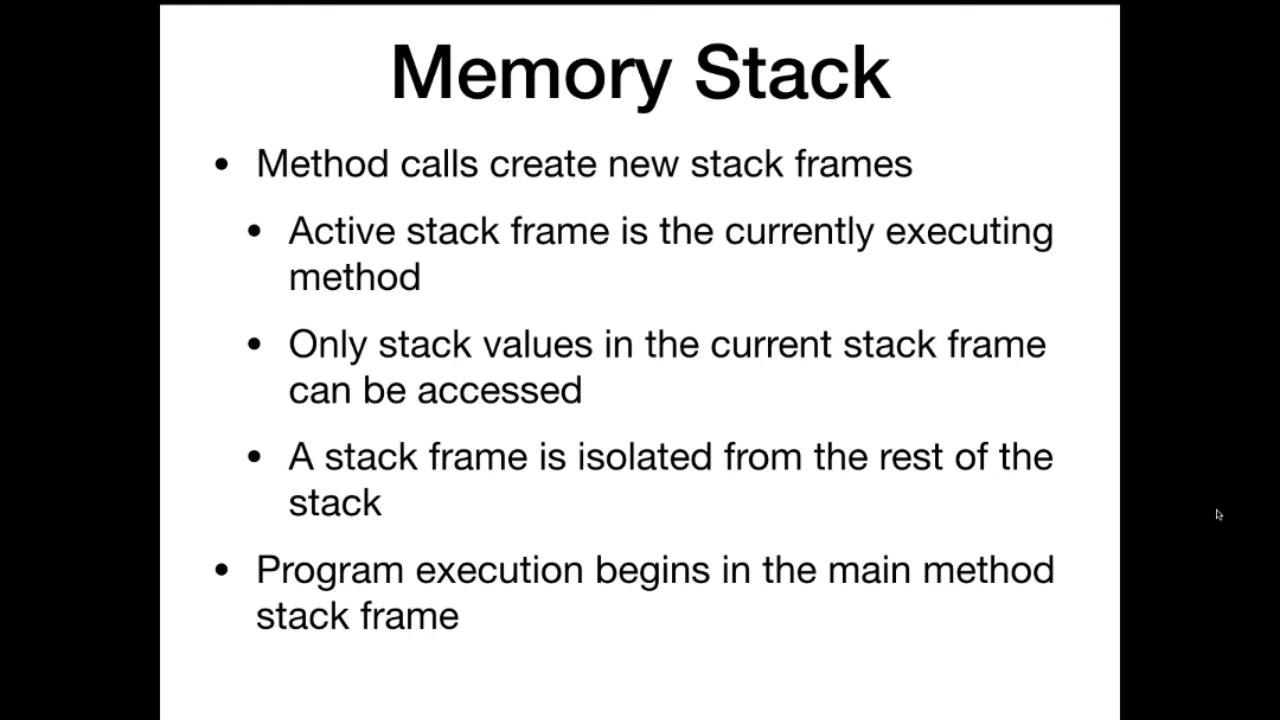 Memory Stack
• Method calls create new stack frames
• Active stack frame is the currently executing
method
• Only stack values in the current stack frame
can be accessed
• A stack frame is isolated from the rest of the
stack
• Program execution begins in the main method
stack frame